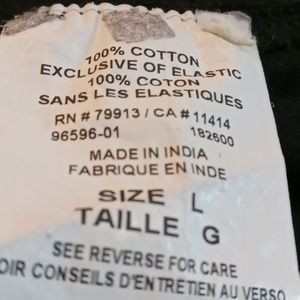 100% COTTON
EXCLUSIVE OF ELASTIC
100% COTON
SANS LES ELASTIQUES
RN # 79913 / CA # 11414
96596-01 182600
MADE IN INDIA
FABRIQUE EN INDE
SIZE L
TAILLE G
SEE REVERSE FOR CARE
OIR CONSEILS D'ENTRETIEN AU VERSO